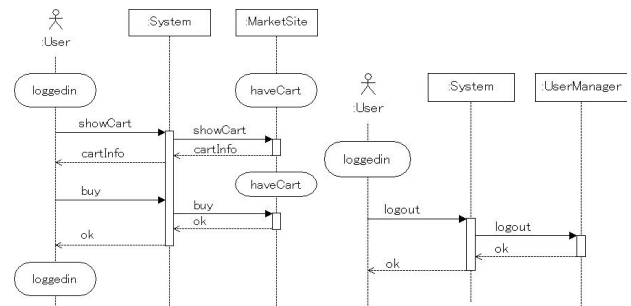 :User
:System
:MarketSite
loggedin
haveCart
showCart
showCart
cartInfo
cartInfo
haveCart
buy
buy
ok
ok
loggedin
:User
:System
:UserManager
loggedin
logout
logout
ok
ok